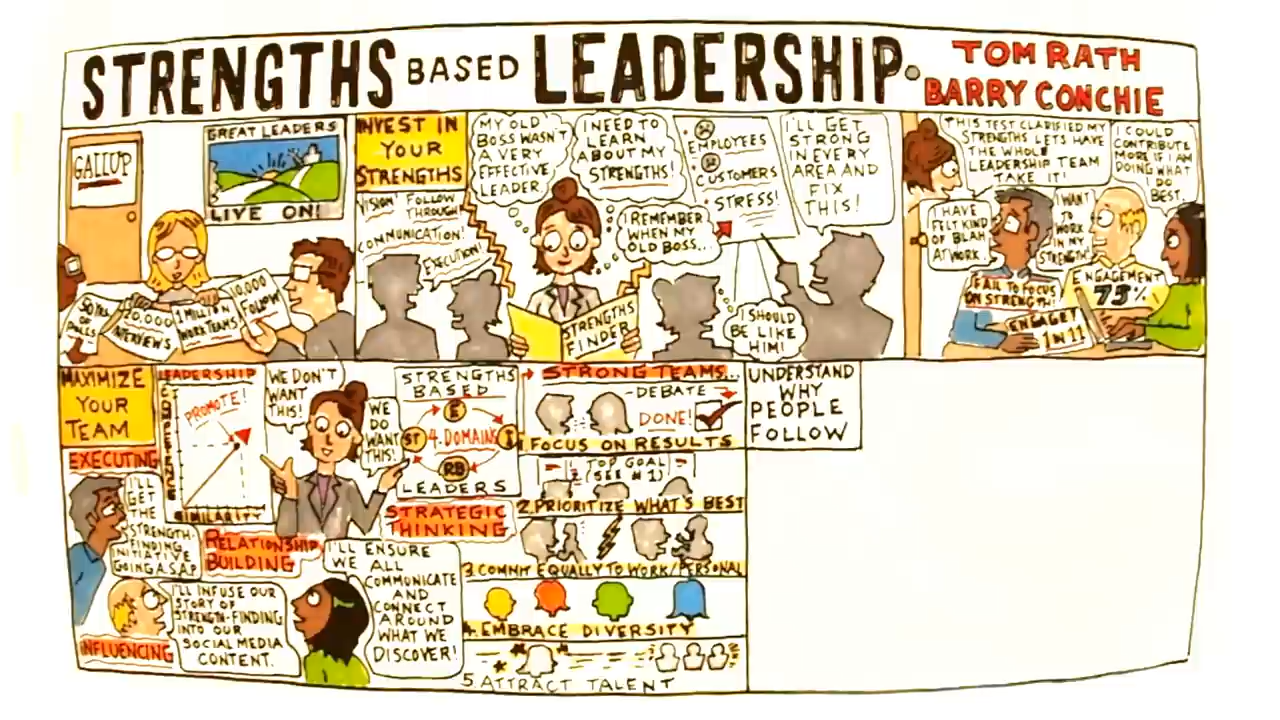 STRENGTHS BASED LEADERSHIP
TOM RATH
BARRY CONCHIE
GALLUP
GREAT LEADERS
LIVE ON!
POLLS
20,000
INTERVIEWS
1 MILLION
WORK TEAMS
10,000
FOLLOW
INVEST IN
YOUR
STRENGTHS
VISION!
FOLLOW
THROUGH!
COMMUNICATION!
EXECUTION!
MY OLD
BOSS WASN'T
A VERY
EFFECTIVE
LEADER.
I NEED TO
LEARN
ABOUT MY
STRENGTHS!
I REMEMBER
WHEN MY
OLD BOSS...
STRENGTHS
FINDER
EMPLOYEES
CUSTOMERS
• STRESS!
I'LL GET
STRONG
IN EVERY
AREA AND
FIX
THIS!
I SHOULD
BE LIKE
HIM!
THIS TEST CLARIFIED MY
STRENGTHS. LETS HAVE
THE WHOLE
LEADERSHIP TEAM
TAKE IT!
I COULD
CONTRIBUTE
MORE IF I AM
DOING WHAT
I DO
BEST.
I HAVE
FELT KIND
OF BLAH
AT WORK.
I WANT
TO
WORK
IN MY
STRENGTH!
FAIL TO FOCUS
ON STRENGTH:
ENGAGE?
1 IN 11
ENGAGEMENT
73%
MAXIMIZE
YOUR
TEAM
LEADERSHIP
COMPETENCE
PROMOTE!
SIMILARITY
WE DON'T
WANT
THIS!
WE
DO
WANT
THIS!
STRENGTHS
BASED
E
ST
4. DOMAINS
I
RB
LEADERS
EXECUTING
I'LL
GET
THE
STRENGTH-
FINDING
INITIATIVE
GOING A.S.A.P
RELATIONSHIP
BUILDING
STRATEGIC
THINKING
I'LL ENSURE
WE ALL
COMMUNICATE
AND
CONNECT
AROUND
WHAT WE
DISCOVER!
I'LL INFUSE OUR
STORY OF
STRENGTH-FINDING
INTO OUR
SOCIAL MEDIA
CONTENT.
INFLUENCING
STRONG TEAMS...
-DEBATE
DONE!
1. FOCUS ON RESULTS
TOP GOAL
(SEE #1)
2. PRIORITIZE WHAT'S BEST
3. COMMIT EQUALLY TO WORK/PERSONAL
4. EMBRACE DIVERSITY
5. ATTRACT TALENT
UNDERSTAND
WHY
PEOPLE
FOLLOW